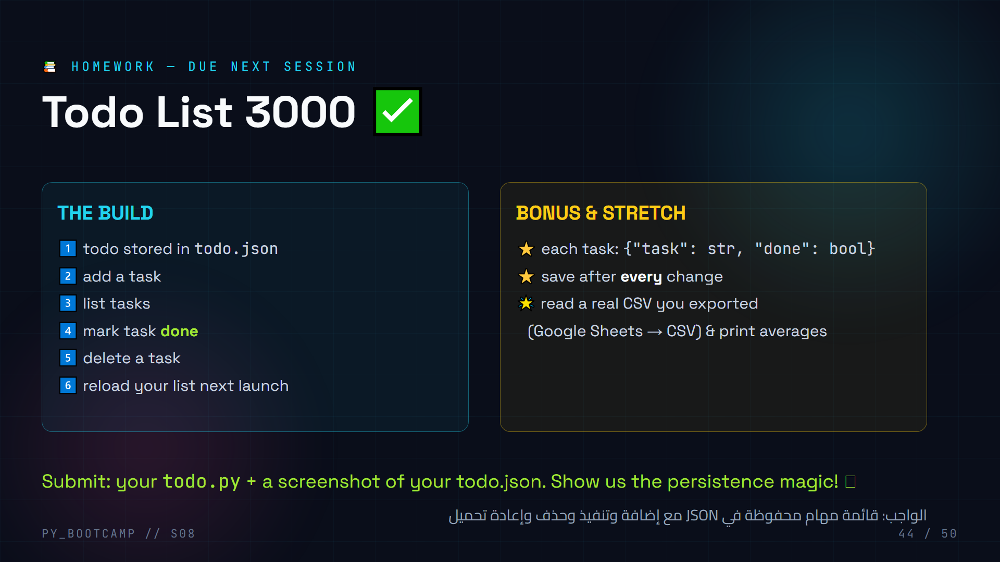 📚 HOMEWORK — DUE NEXT SESSION
Todo List 3000 ✅
THE BUILD
1️⃣ todo stored in todo.json
2️⃣ add a task
3️⃣ list tasks
4️⃣ mark task done
5️⃣ delete a task
6️⃣ reload your list next launch
BONUS & STRETCH
⭐ each task: {"task": str, "done": bool}
⭐ save after every change
🌟 read a real CSV you exported
(Google Sheets → CSV) & print averages
Submit: your todo.py + a screenshot of your todo.json. Show us the persistence magic! 
الواجب: قائمة مهام محفوظة في JSON مع إضافة وتنفيذ وحذف وإعادة تحميل
PY_BOOTCAMP // S08
44 / 50